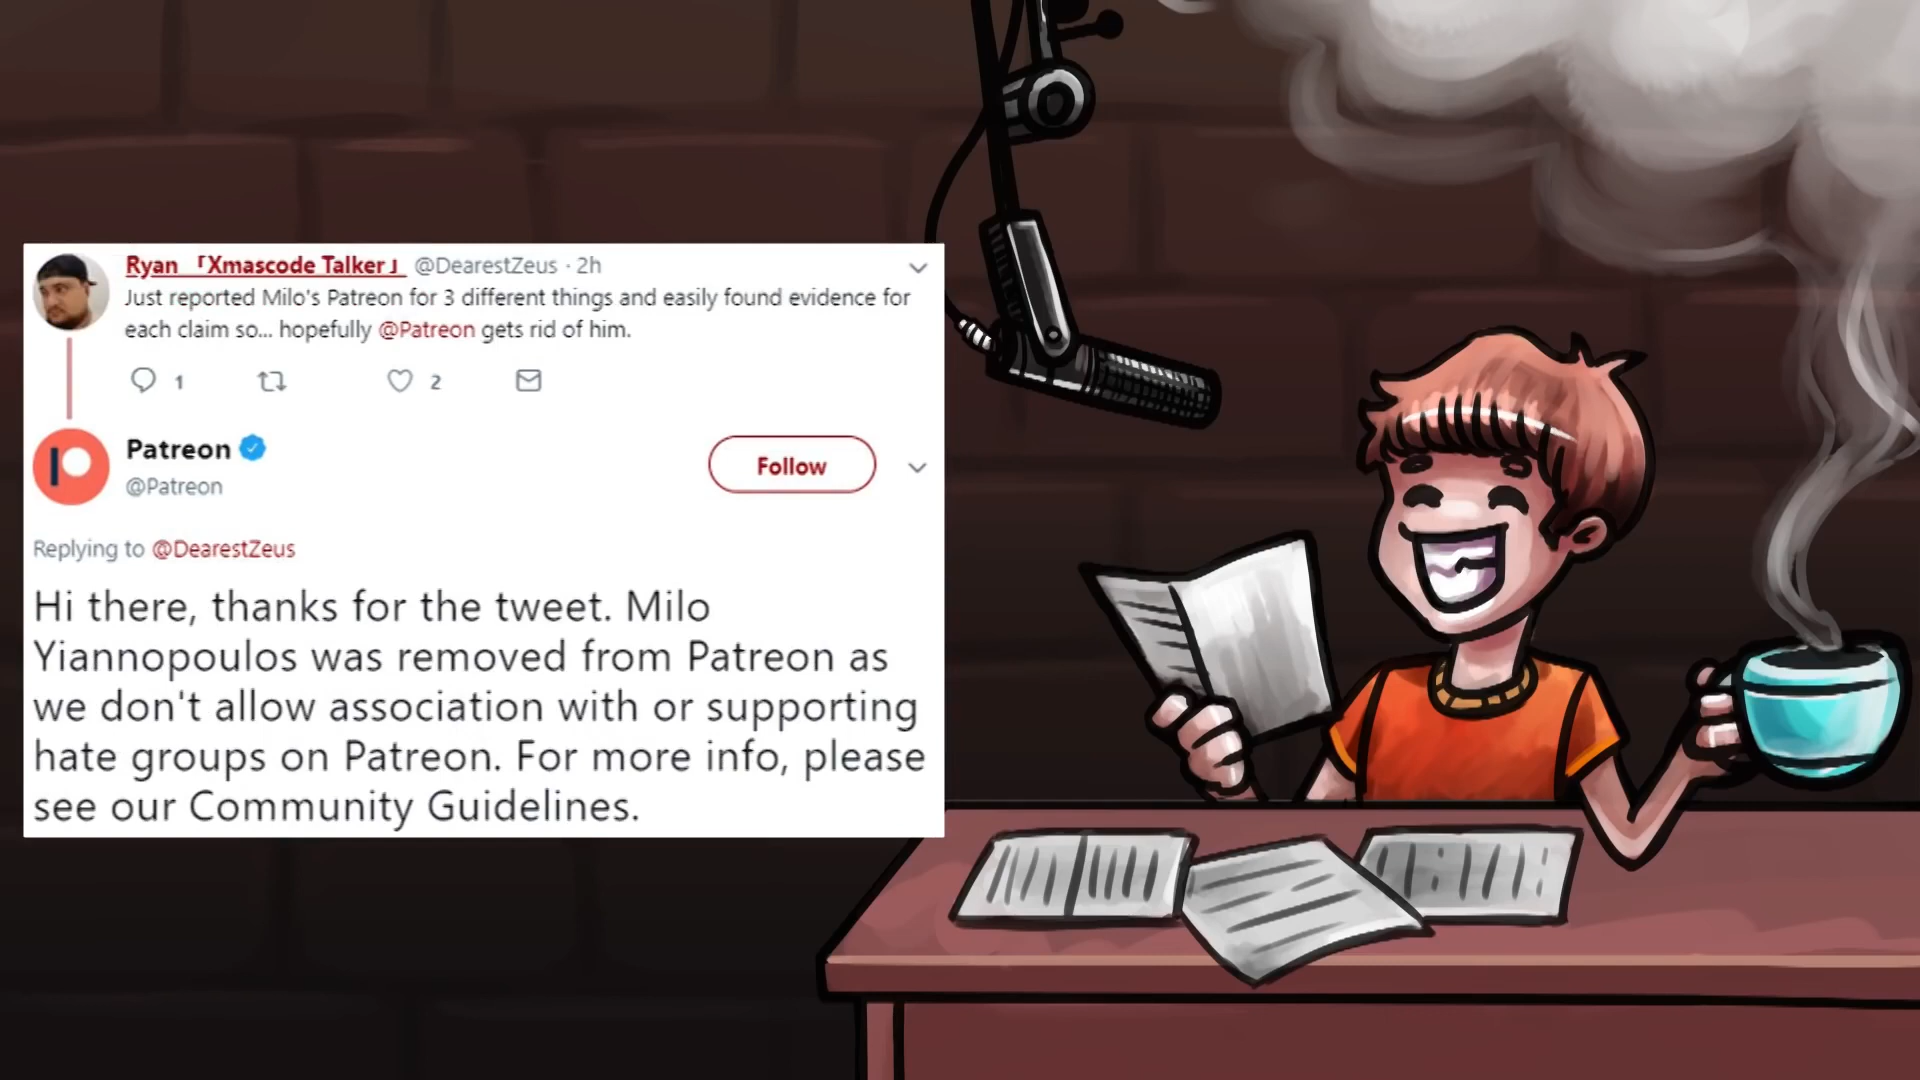 Ryan 「Xmascode Talker」 @DearestZeus · 2h
Just reported Milo's Patreon for 3 different things and easily found evidence for
each claim so... hopefully @Patreon gets rid of him.
1 2
Patreon
Follow
@Patreon
Replying to @DearestZeus
Hi there, thanks for the tweet. Milo
Yiannopoulos was removed from Patreon as
we don't allow association with or supporting
hate groups on Patreon. For more info, please
see our Community Guidelines.